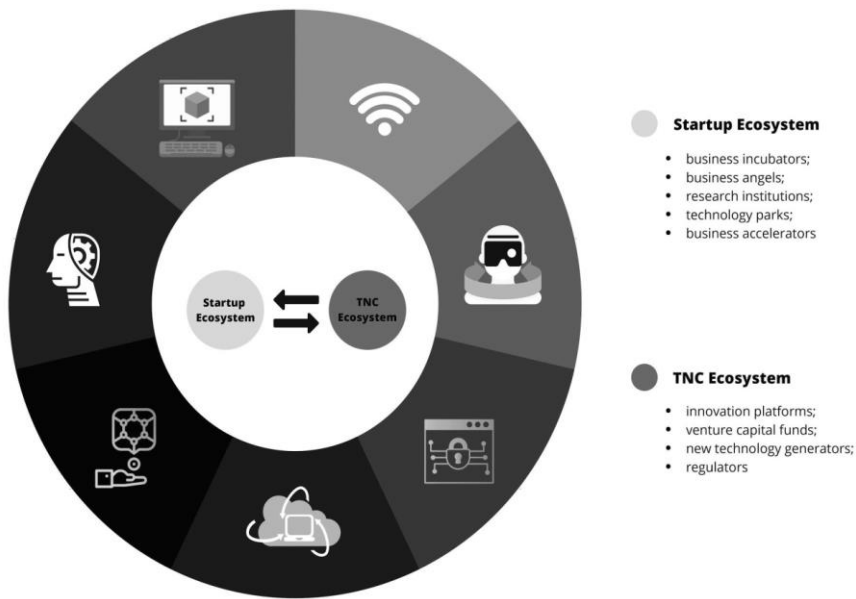 Startup Ecosystem
business incubators;
business angels;
research institutions;
technology parks;
business accelerators
Startup
Ecosystem
TNC
Ecosystem
TNC Ecosystem
innovation platforms;
venture capital funds;
new technology generators;
regulators